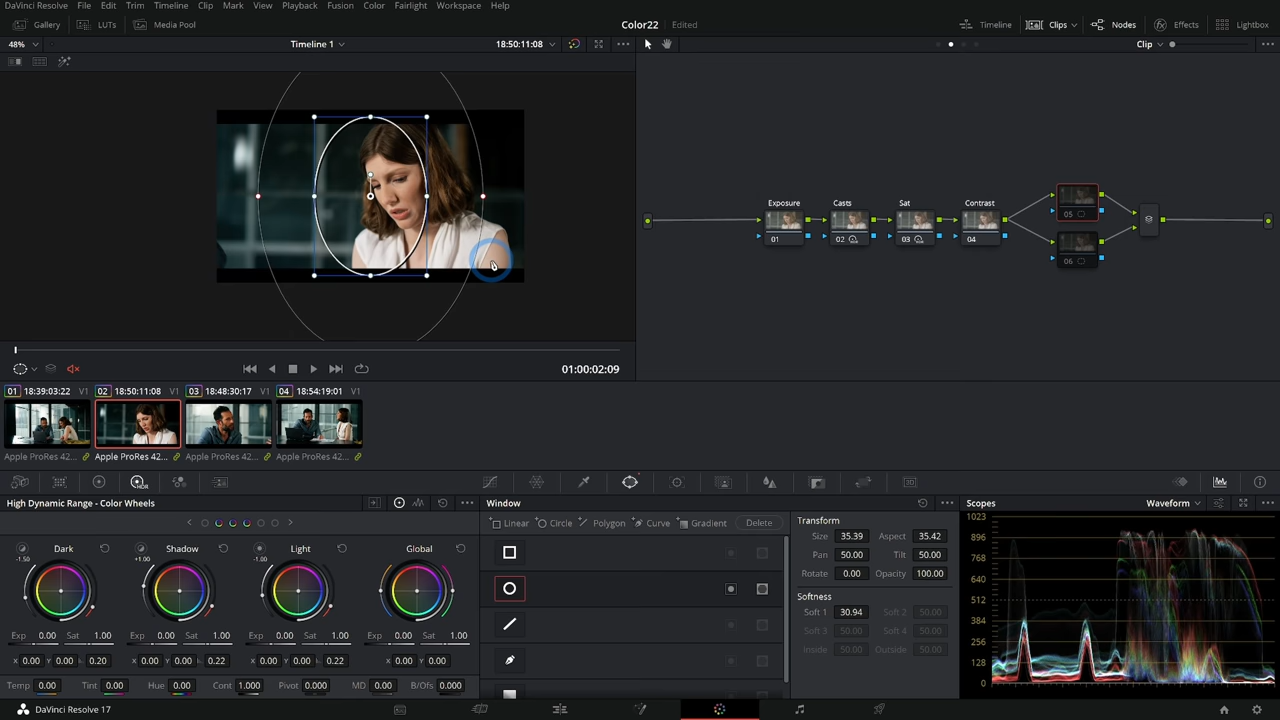 DaVinci Resolve File Edit Trim Timeline Clip Mark View Playback Fusion Color Fairlight Workspace Help
Gallery LUTs Media Pool Color22 Edited Timeline Clips Nodes Effects Lightbox
48% Timeline 1 18:50:11:08 Clip
Exposure Casts Sat Contrast
01 02 03 04 05
06
01:00:02:09
01 18:39:03:22 V1 02 18:50:11:08 V1 03 18:48:30:17 V1 04 18:54:19:01 V1
Apple ProRes 42... Apple ProRes 42... Apple ProRes 42... Apple ProRes 42...
High Dynamic Range - Color Wheels Window Scopes Waveform
Linear Circle Polygon Curve Gradient Delete
Transform
Size 35.39 Aspect 35.42
Pan 50.00 Tilt 50.00
Rotate 0.00 Opacity 100.00
Softness
Soft 1 30.94 Soft 2 50.00
Soft 3 50.00 Soft 4 50.00
Inside 50.00 Outside 50.00
Dark Shadow Light Global
-1.50 +1.00 -1.00
Exp 0.00 Sat 1.00 Exp 0.00 Sat 1.00 Exp 0.00 Sat 1.00 Exp 0.00 Sat 1.00
X 0.00 Y 0.00 0.20 X 0.00 Y 0.00 0.22 X 0.00 Y 0.00 0.22 X 0.00 Y 0.00
Temp 0.00 Tint 0.00 Hue 0.00 Cont 1.000 Pivot 0.000 MD 0.00 B/Ofs 0.000
1023
896
768
640
512
384
256
128
0
DaVinci Resolve 17